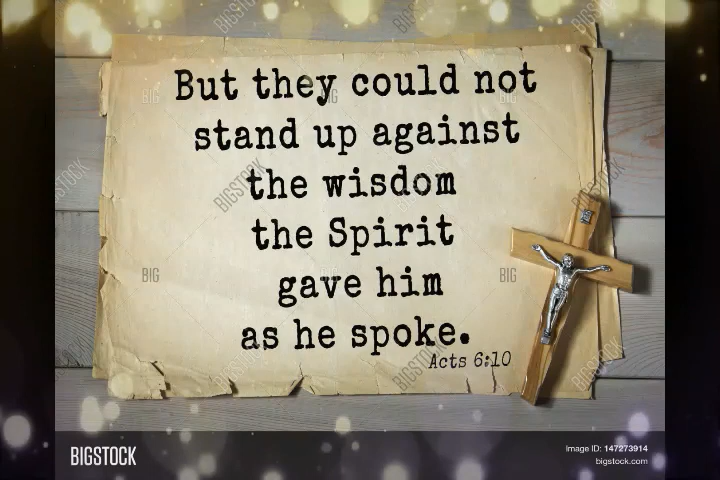 But they could not
stand up against
the wisdom
the Spirit
gave him
as he spoke.
Acts 6:10
BIGSTOCK
Image ID: 147273914
bigstock.com